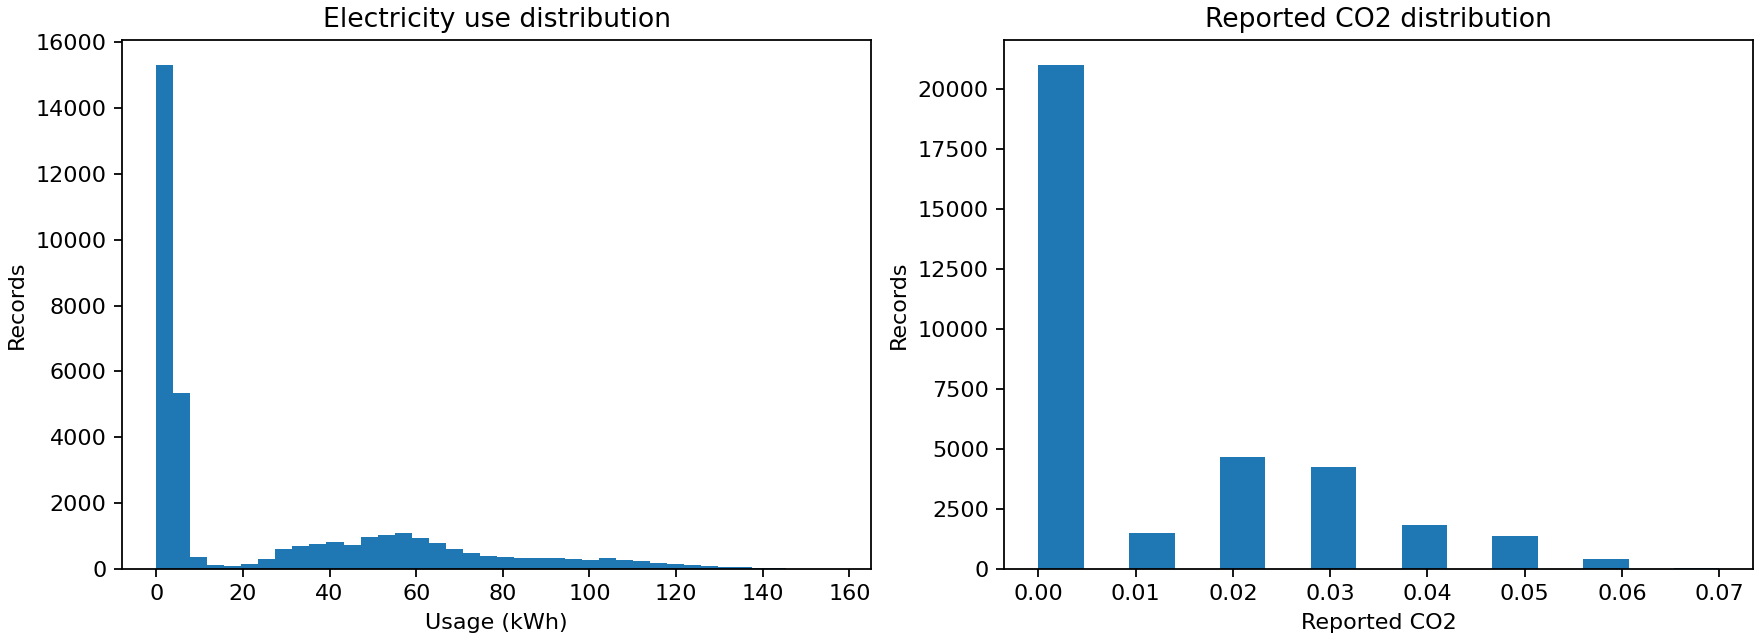 Electricity use distribution
16000
14000
12000
10000
8000
6000
4000
2000
0
Records
0 20 40 60 80 100 120 140 160
Usage (kWh)
Reported CO2 distribution
20000
17500
15000
12500
10000
7500
5000
2500
0
Records
0.00 0.01 0.02 0.03 0.04 0.05 0.06 0.07
Reported CO2